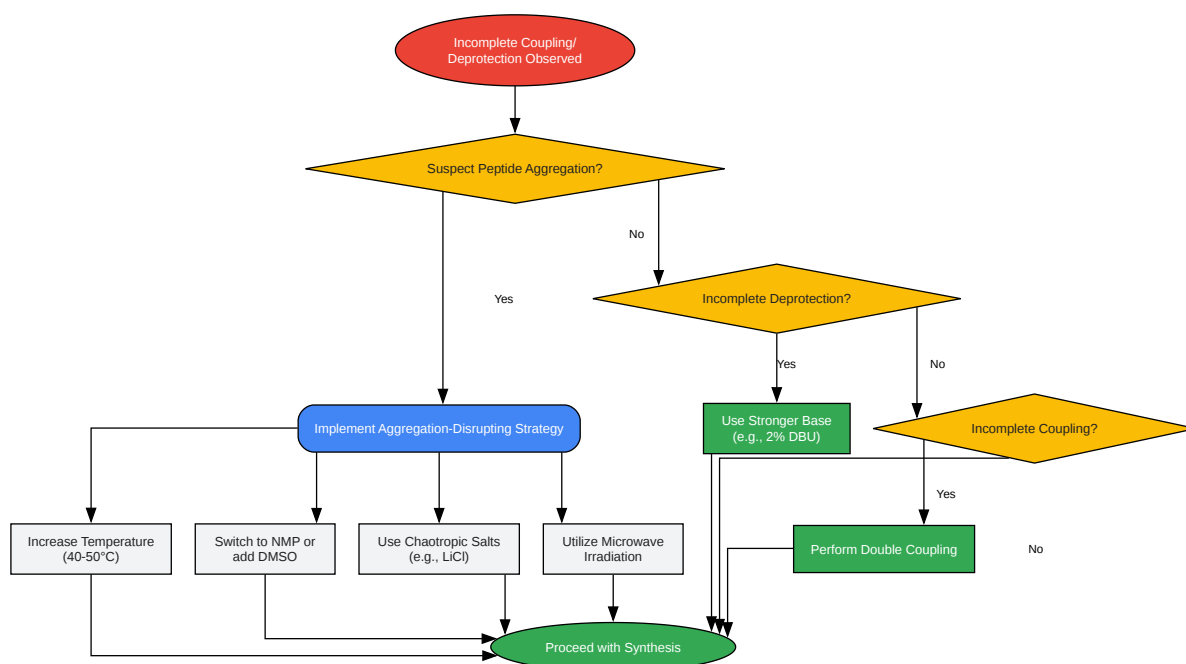 Incomplete Coupling/
Deprotection Observed
Suspect Peptide Aggregation?
No
Yes
Incomplete Deprotection?
Yes
No
Implement Aggregation-Disrupting Strategy
Use Stronger Base
(e.g., 2% DBU)
Incomplete Coupling?
Yes
Increase Temperature
(40-50°C)
Switch to NMP or
add DMSO
Use Chaotropic Salts
(e.g., LiCl)
Utilize Microwave
Irradiation
Perform Double Coupling
No
Proceed with Synthesis